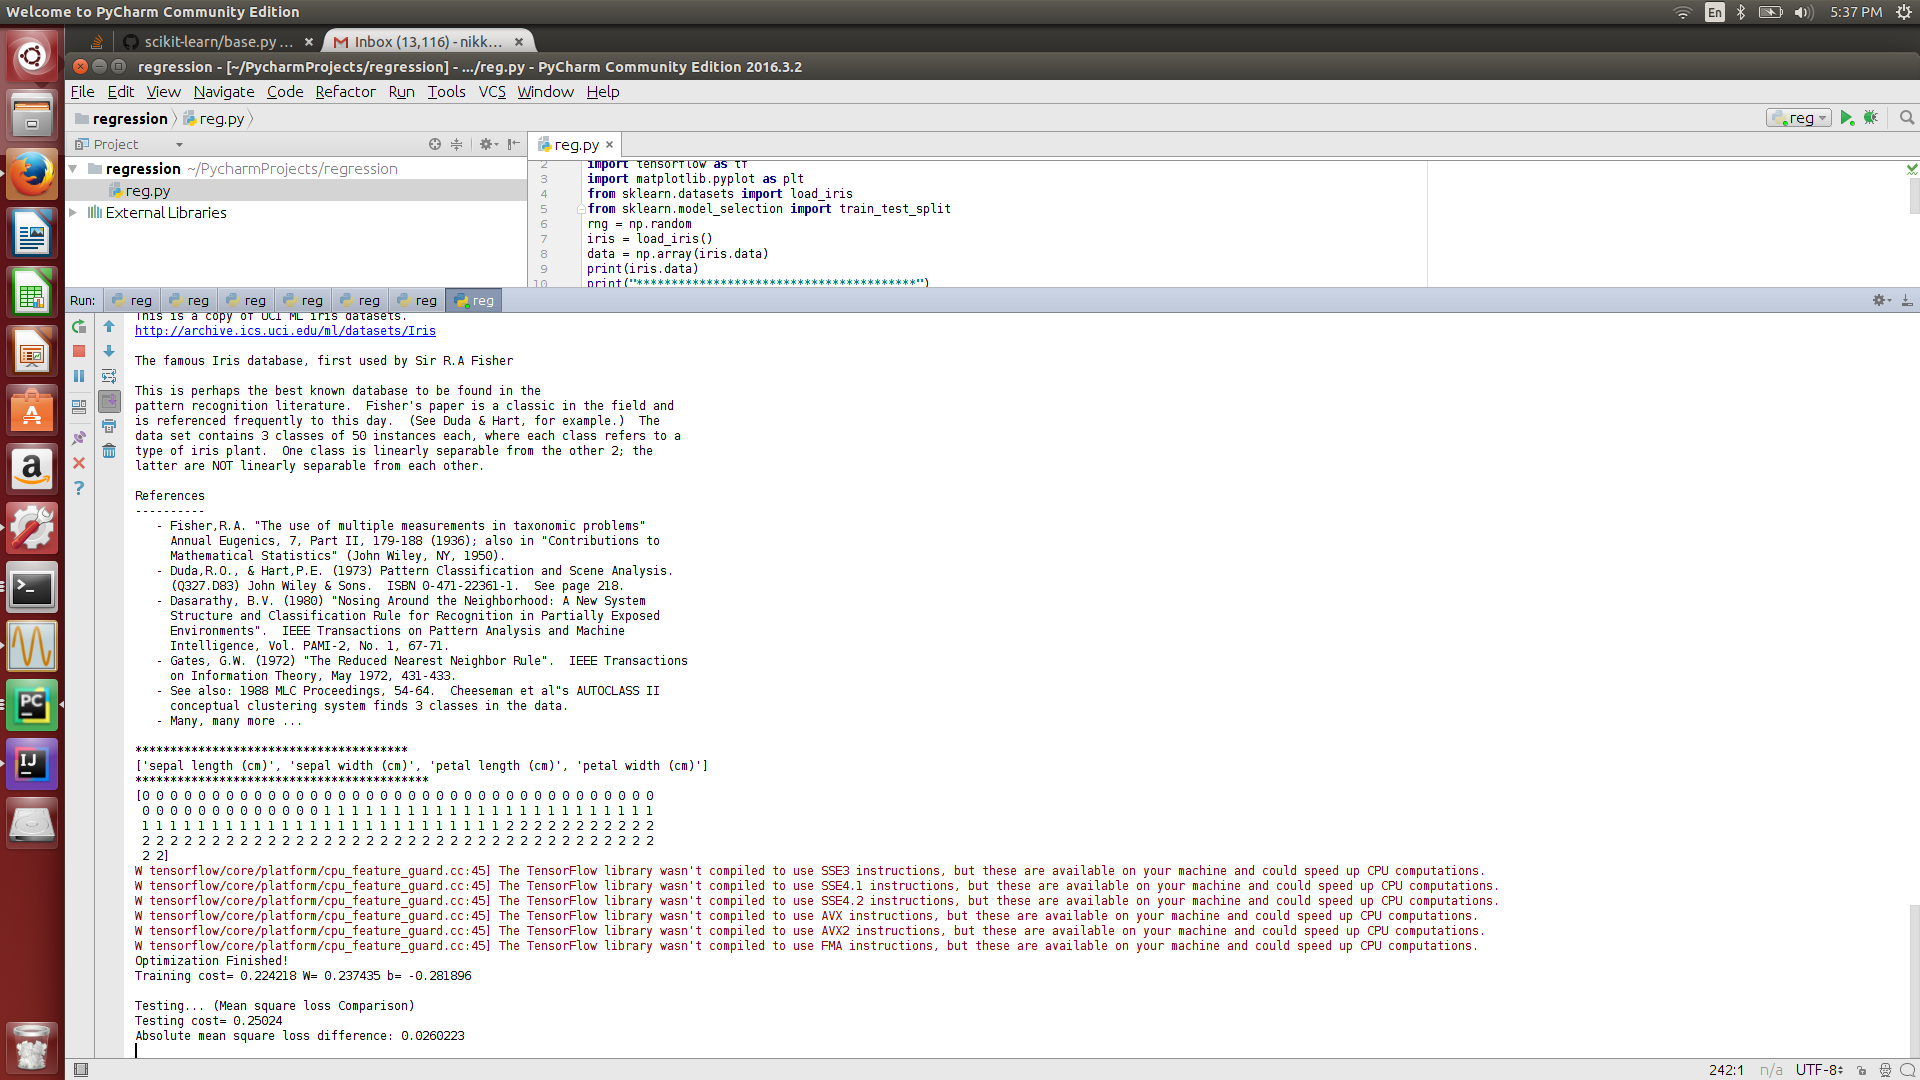 Welcome to PyCharm Community Edition
En
5:37 PM
scikit-learn/base.py ...
Inbox (13,116) - nikk...
regression - [~/PycharmProjects/regression] - .../reg.py - PyCharm Community Edition 2016.3.2
File Edit View Navigate Code Refactor Run Tools VCS Window Help
regression reg.py
reg
Project
reg.py
regression ~/PycharmProjects/regression
reg.py
External Libraries
2 import tensorflow as tf
3 import matplotlib.pyplot as plt
4 from sklearn.datasets import load_iris
5 from sklearn.model_selection import train_test_split
6 rng = np.random
7 iris = load_iris()
8 data = np.array(iris.data)
9 print(iris.data)
10 print("****************************************")
Run: reg reg reg reg reg reg reg
This is a copy of UCI ML iris datasets.
http://archive.ics.uci.edu/ml/datasets/Iris
The famous Iris database, first used by Sir R.A Fisher
This is perhaps the best known database to be found in the
pattern recognition literature.  Fisher's paper is a classic in the field and
is referenced frequently to this day.  (See Duda & Hart, for example.)  The
data set contains 3 classes of 50 instances each, where each class refers to a
type of iris plant.  One class is linearly separable from the other 2; the
latter are NOT linearly separable from each other.
References
----------
- Fisher,R.A. "The use of multiple measurements in taxonomic problems"
Annual Eugenics, 7, Part II, 179-188 (1936); also in "Contributions to
Mathematical Statistics" (John Wiley, NY, 1950).
- Duda,R.O., & Hart,P.E. (1973) Pattern Classification and Scene Analysis.
(Q327.D83) John Wiley & Sons.  ISBN 0-471-22361-1.  See page 218.
- Dasarathy, B.V. (1980) "Nosing Around the Neighborhood: A New System
Structure and Classification Rule for Recognition in Partially Exposed
Environments".  IEEE Transactions on Pattern Analysis and Machine
Intelligence, Vol. PAMI-2, No. 1, 67-71.
- Gates, G.W. (1972) "The Reduced Nearest Neighbor Rule".  IEEE Transactions
on Information Theory, May 1972, 431-433.
- See also: 1988 MLC Proceedings, 54-64.  Cheeseman et al"s AUTOCLASS II
conceptual clustering system finds 3 classes in the data.
- Many, many more ...
***************************************
['sepal length (cm)', 'sepal width (cm)', 'petal length (cm)', 'petal width (cm)']
******************************************
[0 0 0 0 0 0 0 0 0 0 0 0 0 0 0 0 0 0 0 0 0 0 0 0 0 0 0 0 0 0 0 0 0 0 0 0 0
0 0 0 0 0 0 0 0 0 0 0 0 0 1 1 1 1 1 1 1 1 1 1 1 1 1 1 1 1 1 1 1 1 1 1 1 1
1 1 1 1 1 1 1 1 1 1 1 1 1 1 1 1 1 1 1 1 1 1 1 1 1 1 2 2 2 2 2 2 2 2 2 2 2
2 2 2 2 2 2 2 2 2 2 2 2 2 2 2 2 2 2 2 2 2 2 2 2 2 2 2 2 2 2 2 2 2 2 2 2 2
2 2]
W tensorflow/core/platform/cpu_feature_guard.cc:45] The TensorFlow library wasn't compiled to use SSE3 instructions, but these are available on your machine and could speed up CPU computations.
W tensorflow/core/platform/cpu_feature_guard.cc:45] The TensorFlow library wasn't compiled to use SSE4.1 instructions, but these are available on your machine and could speed up CPU computations.
W tensorflow/core/platform/cpu_feature_guard.cc:45] The TensorFlow library wasn't compiled to use SSE4.2 instructions, but these are available on your machine and could speed up CPU computations.
W tensorflow/core/platform/cpu_feature_guard.cc:45] The TensorFlow library wasn't compiled to use AVX instructions, but these are available on your machine and could speed up CPU computations.
W tensorflow/core/platform/cpu_feature_guard.cc:45] The TensorFlow library wasn't compiled to use AVX2 instructions, but these are available on your machine and could speed up CPU computations.
W tensorflow/core/platform/cpu_feature_guard.cc:45] The TensorFlow library wasn't compiled to use FMA instructions, but these are available on your machine and could speed up CPU computations.
Optimization Finished!
Training cost= 0.224218 W= 0.237435 b= -0.281896
Testing... (Mean square loss Comparison)
Testing cost= 0.25024
Absolute mean square loss difference: 0.0260223
242:1 n/a UTF-8